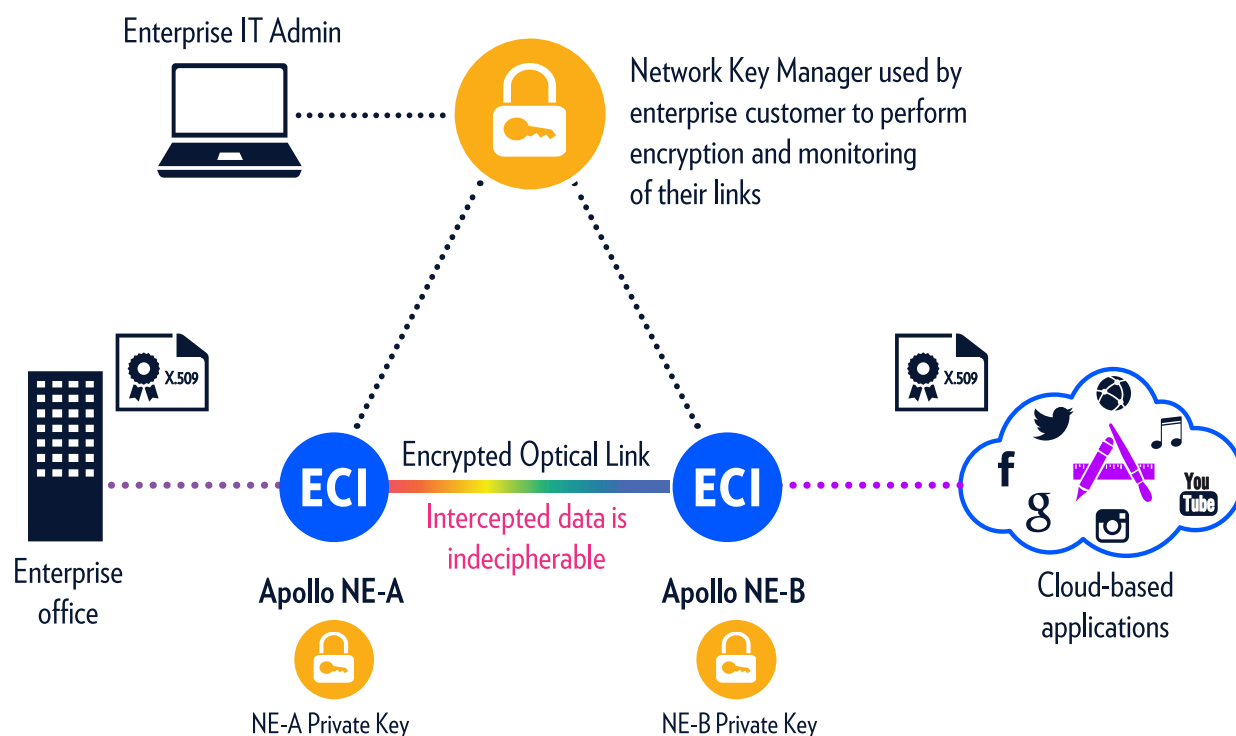 Enterprise IT Admin
Network Key Manager used by
enterprise customer to perform
encryption and monitoring
of their links
X.509
X.509
ECI
Encrypted Optical Link
ECI
Intercepted data is
indecipherable
f
g
You
Tube
Enterprise
office
Apollo NE-A
Apollo NE-B
Cloud-based
applications
NE-A Private Key
NE-B Private Key